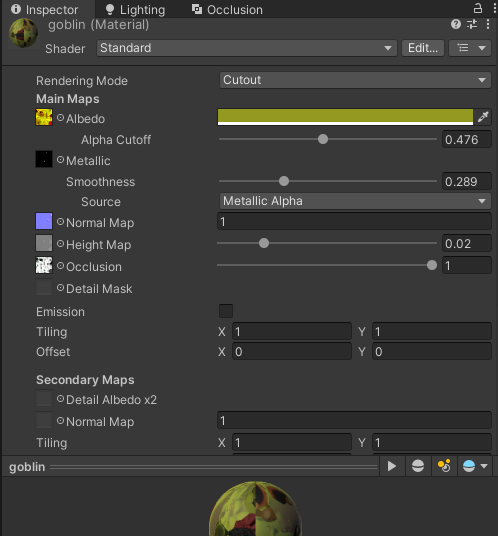 Inspector Lighting Occlusion
goblin (Material)
Shader Standard Edit...
Rendering Mode Cutout
Main Maps
Albedo
Alpha Cutoff 0.476
Metallic
Smoothness 0.289
Source Metallic Alpha
Normal Map 1
Height Map 0.02
Occlusion 1
Detail Mask
Emission
Tiling X 1 Y 1
Offset X 0 Y 0
Secondary Maps
Detail Albedo x2
Normal Map 1
Tiling X 1 Y 1
goblin